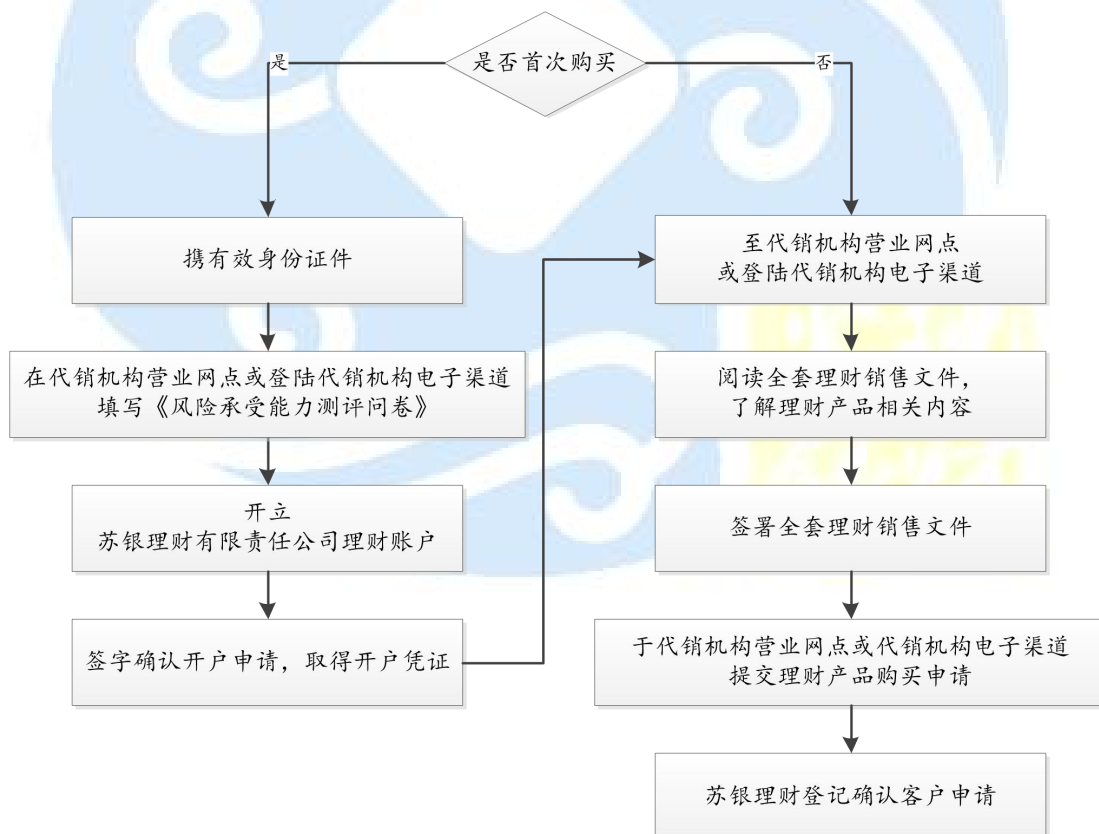 是否首次购买
是
否
携有效身份证件
在代销机构营业网点或登陆代销机构电子渠道
填写《风险承受能力测评问卷》
开立
苏银理财有限责任公司理财账户
签字确认开户申请，取得开户凭证
至代销机构营业网点
或登陆代销机构电子渠道
阅读全套理财销售文件，
了解理财产品相关内容
签署全套理财销售文件
于代销机构营业网点或代销机构电子渠道
提交理财产品购买申请
苏银理财登记确认客户申请